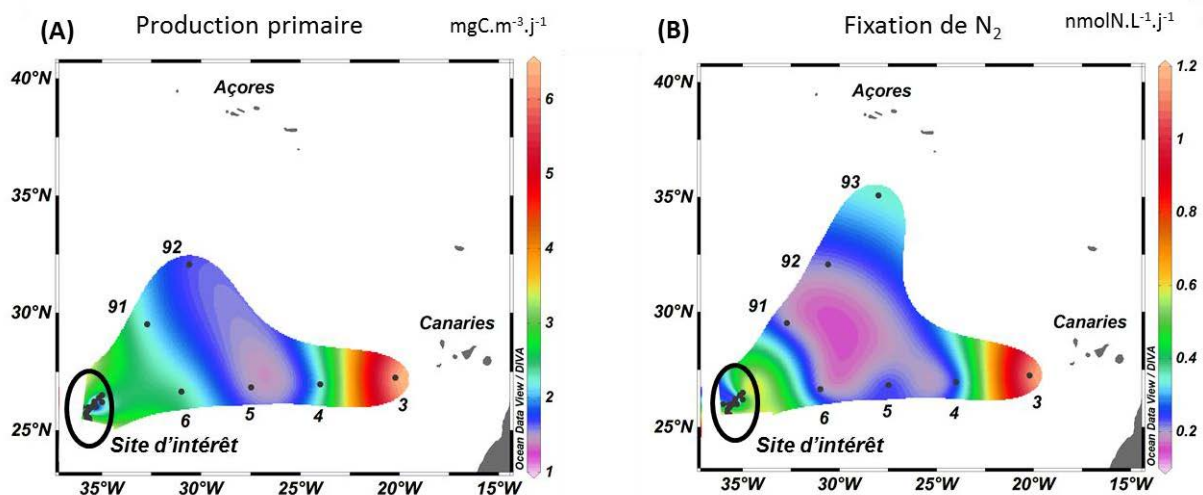 (A) Production primaire mgC.m⁻³.j⁻¹
40°N
35°N
30°N
25°N
35°W 30°W 25°W 20°W 15°W
Açores
Canaries
92
91
6 5 4 3
Site d'intérêt
6
5
4
3
2
1
Ocean Data View / DIVA
(B) Fixation de N₂ nmolN.L⁻¹.j⁻¹
40°N
35°W
30°W
25°W
35°W 30°W 25°W 20°W 15°W
Açores
Canaries
93
92
91
6 5 4 3
Site d'intérêt
1.2
1
0.8
0.6
0.4
0.2
Ocean Data View / DIVA